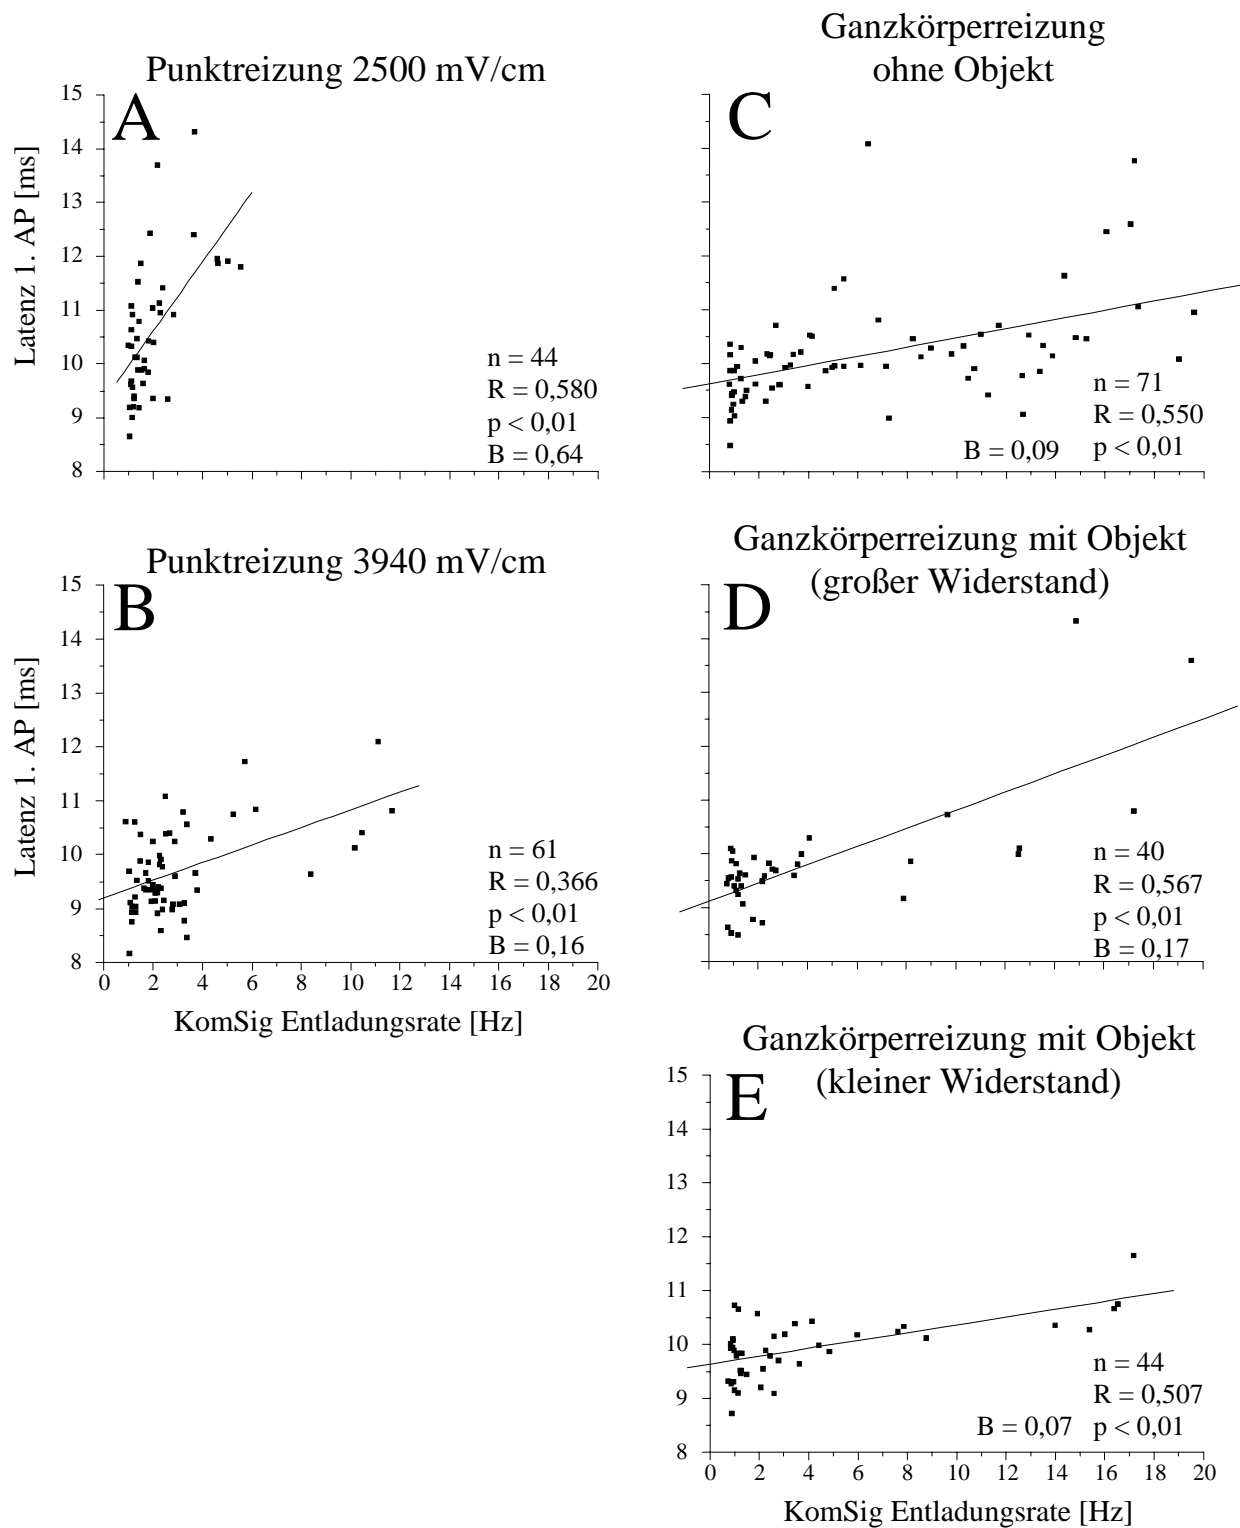 Punktreizung 2500 mV/cm
A
15
14
13
12
11
10
9
8
Latenz 1. AP [ms]
n = 44
R = 0,580
p < 0,01
B = 0,64
Ganzkörperreizung
ohne Objekt
C
n = 71
R = 0,550
B = 0,09 p < 0,01
Punktreizung 3940 mV/cm
B
15
14
13
12
11
10
9
8
Latenz 1. AP [ms]
n = 61
R = 0,366
p < 0,01
B = 0,16
0 2 4 6 8 10 12 14 16 18 20
KomSig Entladungsrate [Hz]
Ganzkörperreizung mit Objekt
(großer Widerstand)
D
n = 40
R = 0,567
p < 0,01
B = 0,17
Ganzkörperreizung mit Objekt
(kleiner Widerstand)
E
15
14
13
12
11
10
9
8
n = 44
R = 0,507
B = 0,07 p < 0,01
0 2 4 6 8 10 12 14 16 18 20
KomSig Entladungsrate [Hz]